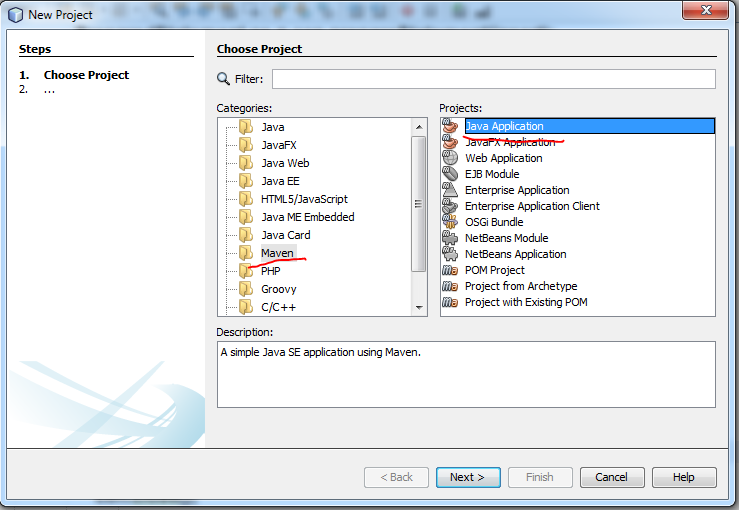 New Project
Steps
1. Choose Project
2. ...
Choose Project
Filter:
Categories:
Java
JavaFX
Java Web
Java EE
HTML5/JavaScript
Java ME Embedded
Java Card
Maven
PHP
Groovy
C/C++
Projects:
Java Application
JavaFX Application
Web Application
EJB Module
Enterprise Application
Enterprise Application Client
OSGi Bundle
NetBeans Module
NetBeans Application
POM Project
Project from Archetype
Project with Existing POM
Description:
A simple Java SE application using Maven.
< Back
Next >
Finish
Cancel
Help